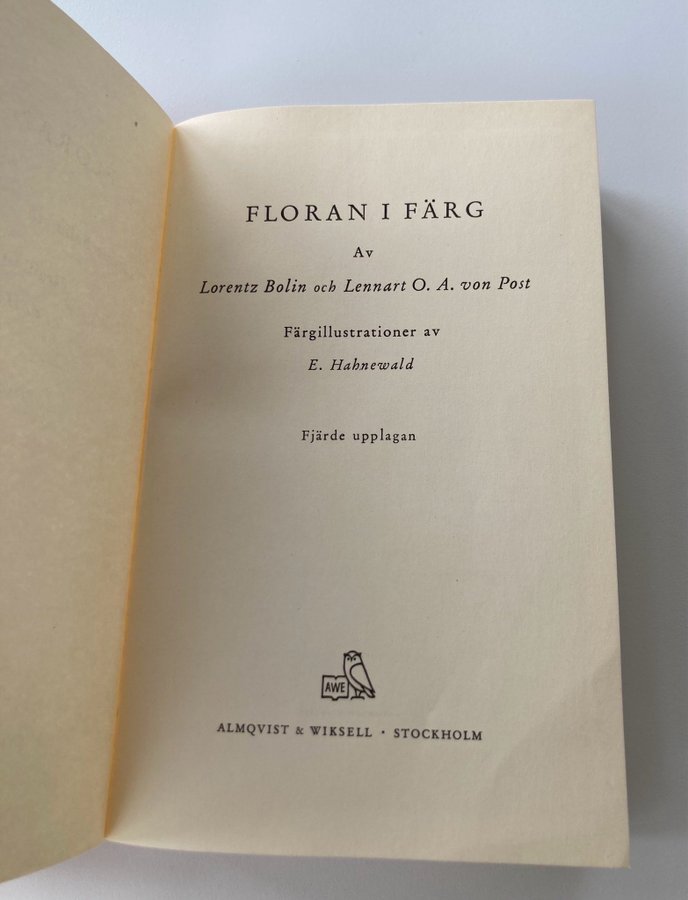 FLORAN I FÄRG
Av
Lorentz Bolin och Lennart O. A. von Post
Färgillustrationer av
E. Hahnewald
Fjärde upplagan
AWE
ALMQVIST & WIKSELL · STOCKHOLM